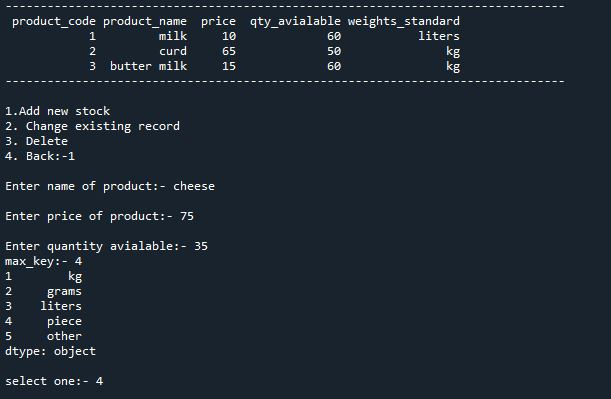 --------------------------------------------------------------------------------
product_code product_name  price  qty_avialable weights_standard
1         milk     10             60           liters
2         curd     65             50               kg
3  butter milk     15             60               kg
--------------------------------------------------------------------------------
1.Add new stock
2. Change existing record
3. Delete
4. Back:-1
Enter name of product:- cheese
Enter price of product:- 75
Enter quantity avialable:- 35
max_key:- 4
1        kg
2     grams
3    liters
4     piece
5     other
dtype: object
select one:- 4